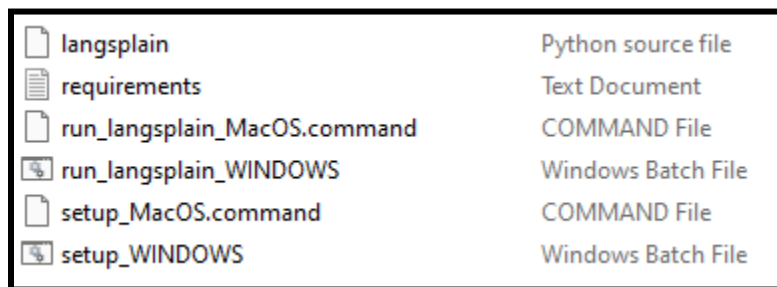 langsplain Python source file
requirements Text Document
run_langsplain_MacOS.command COMMAND File
run_langsplain_WINDOWS Windows Batch File
setup_MacOS.command COMMAND File
setup_WINDOWS Windows Batch File